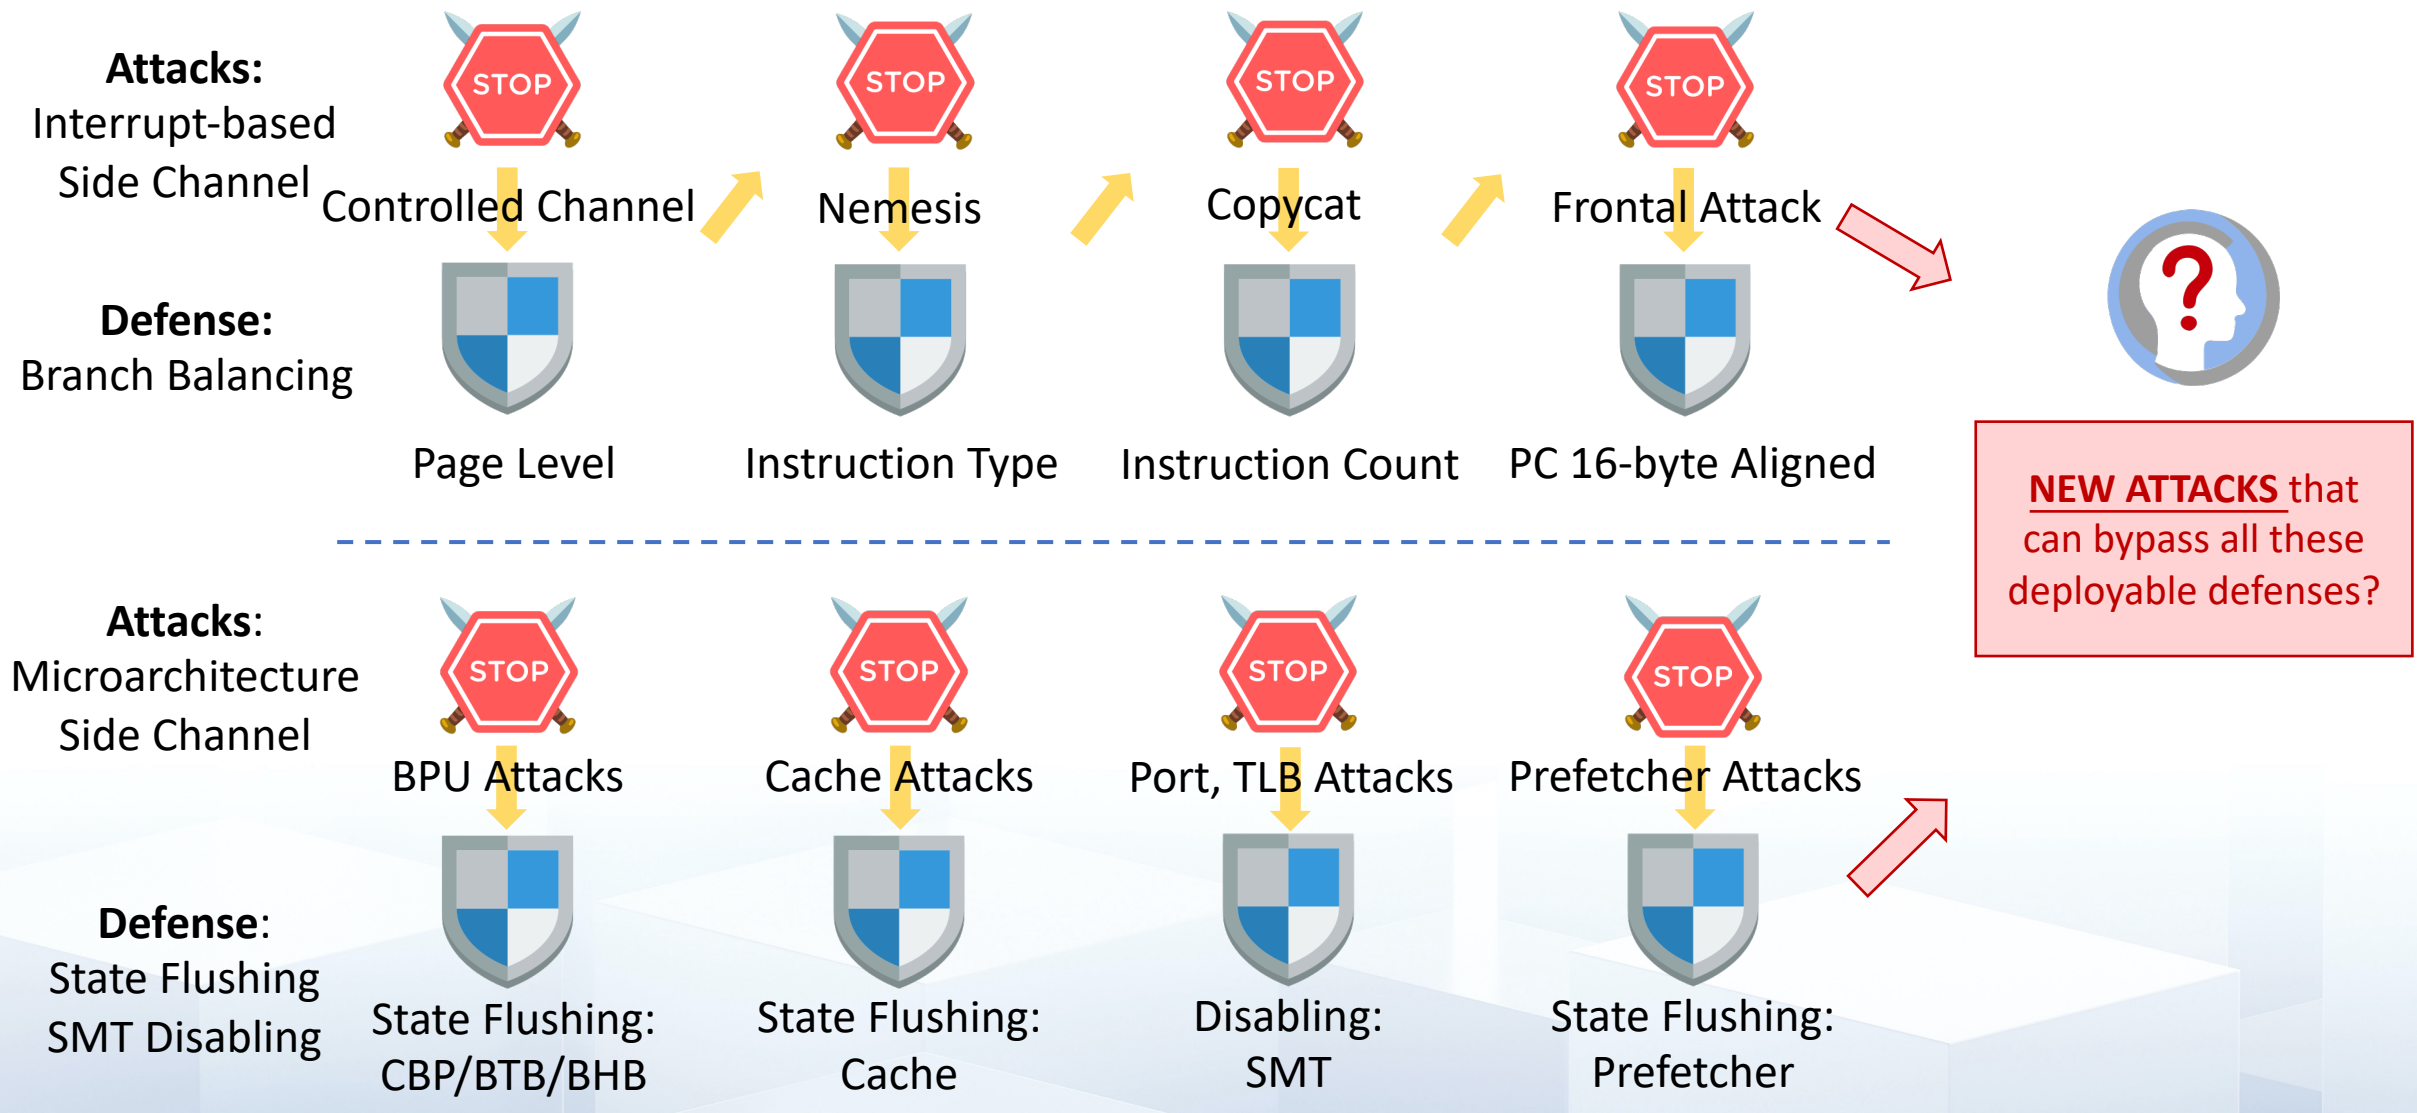 Attacks:
Interrupt-based
Side Channel
STOP
STOP
STOP
STOP
Controlled Channel
Nemesis
Copycat
Frontal Attack
Defense:
Branch Balancing
Page Level
Instruction Type
Instruction Count
PC 16-byte Aligned
?
NEW ATTACKS that
can bypass all these
deployable defenses?
Attacks:
Microarchitecture
Side Channel
STOP
STOP
STOP
STOP
BPU Attacks
Cache Attacks
Port, TLB Attacks
Prefetcher Attacks
Defense:
State Flushing
SMT Disabling
State Flushing:
CBP/BTB/BHB
State Flushing:
Cache
Disabling:
SMT
State Flushing:
Prefetcher